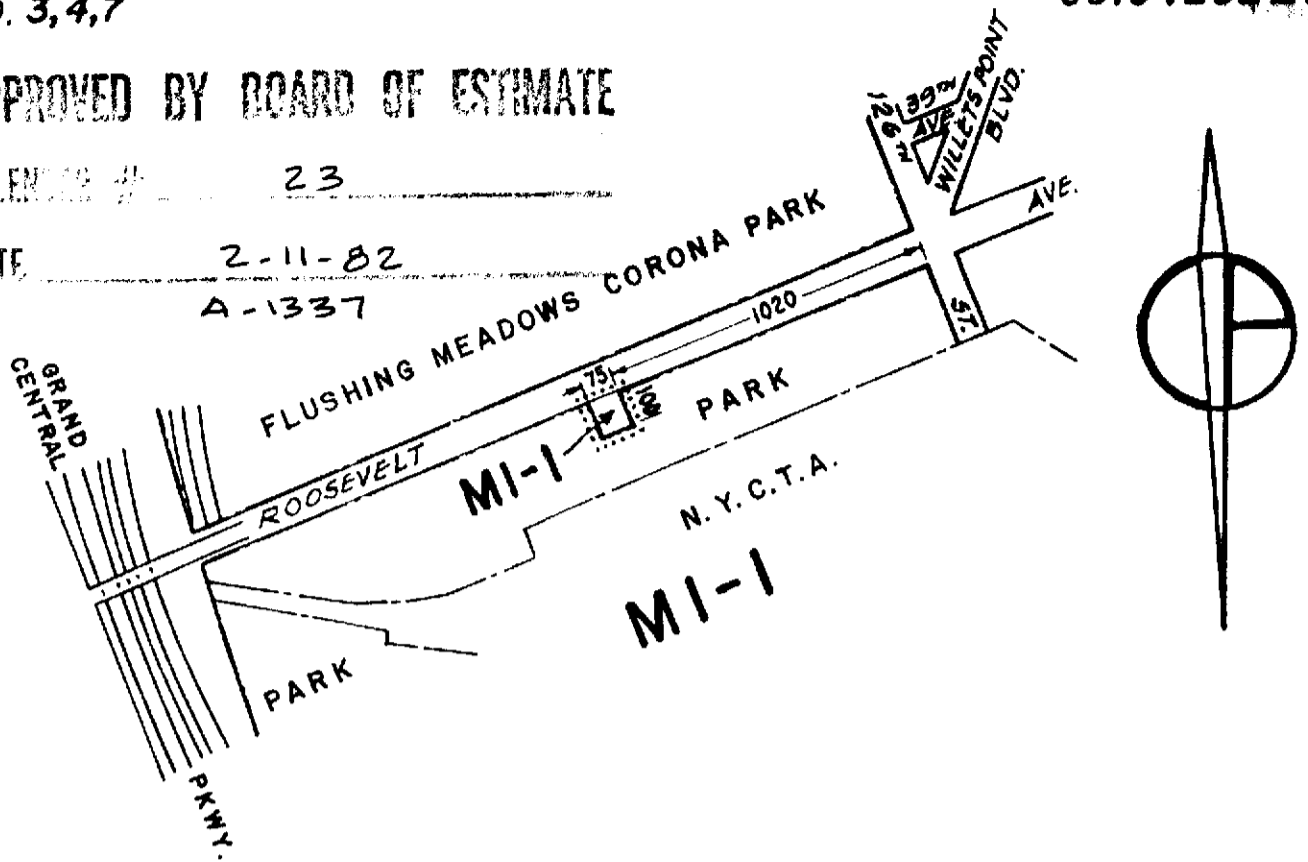 3,4,7
APPROVED BY BOARD OF ESTIMATE
23
2-11-82
A-1337
126TH
39TH
AVE
WILLETS POINT
BLVD.
AVE.
ST.
FLUSHING MEADOWS CORONA PARK
1020
75
100
PARK
GRAND
CENTRAL
ROOSEVELT
M1-1
N.Y.C.T.A.
M1-1
PARK
PKWY.